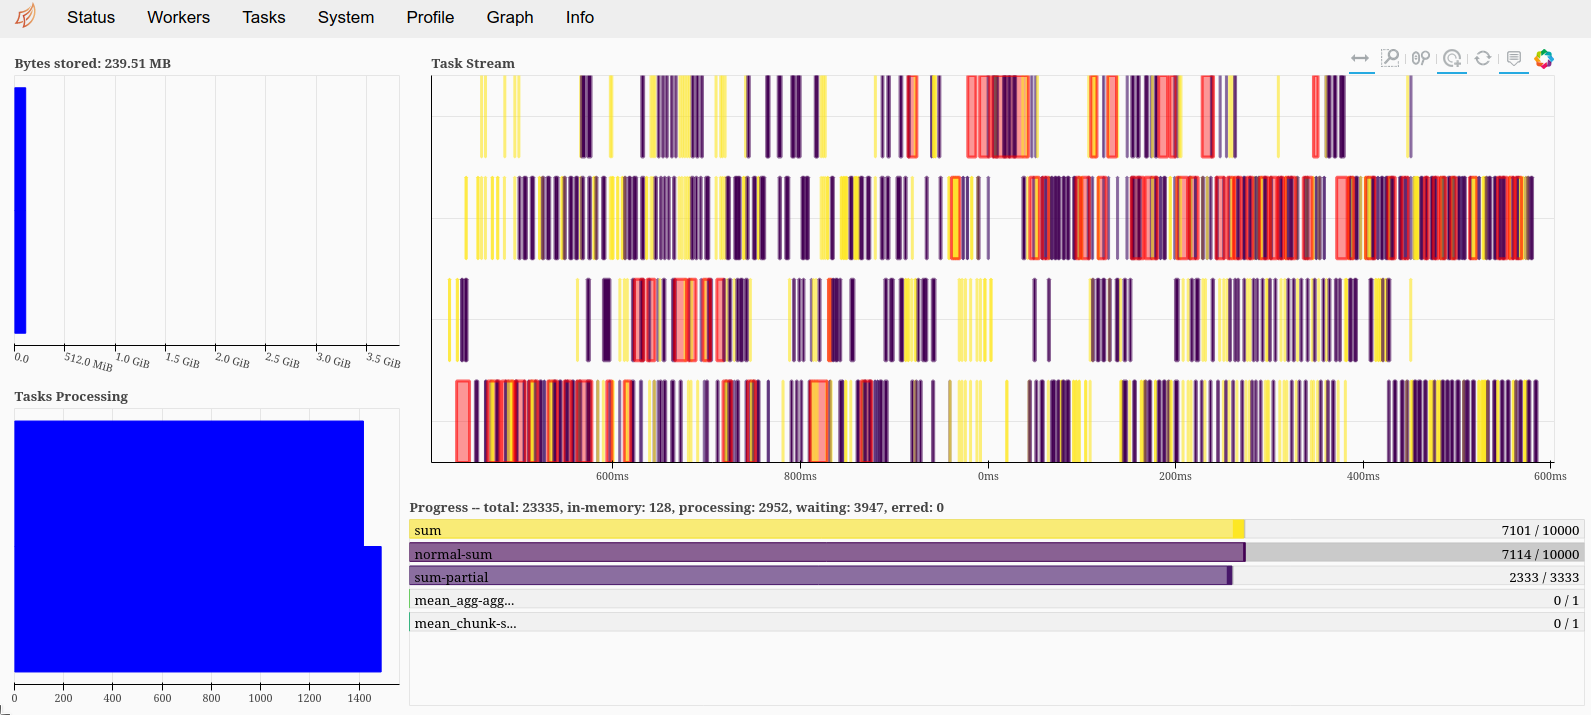 Status Workers Tasks System Profile Graph Info
Bytes stored: 239.51 MB
0.0 512.0 MiB 1.0 GiB 1.5 GiB 2.0 GiB 2.5 GiB 3.0 GiB 3.5 GiB
Tasks Processing
0 200 400 600 800 1000 1200 1400
Task Stream
600ms 800ms 0ms 200ms 400ms 600ms
Progress -- total: 23335, in-memory: 128, processing: 2952, waiting: 3947, erred: 0
sum 7101 / 10000
normal-sum 7114 / 10000
sum-partial 2333 / 3333
mean_agg-agg... 0 / 1
mean_chunk-s... 0 / 1